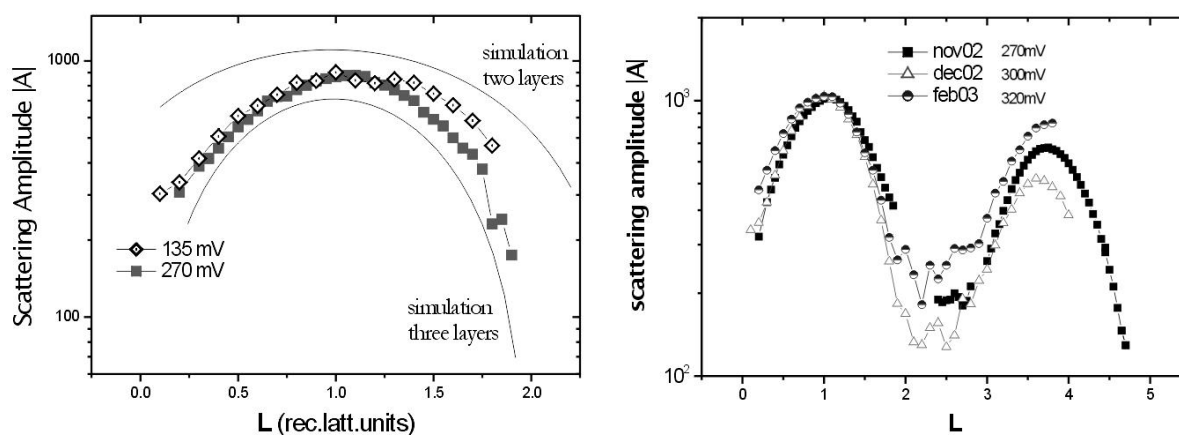 simulation
two layers
1000
100
Scattering Amplitude |A|
135 mV
270 mV
simulation
three layers
0.0 0.5 1.0 1.5 2.0
L (rec.latt.units)
nov02 270mV
dec02 300mV
feb03 320mV
10³
10²
scattering amplitude |A|
0 1 2 3 4 5
L